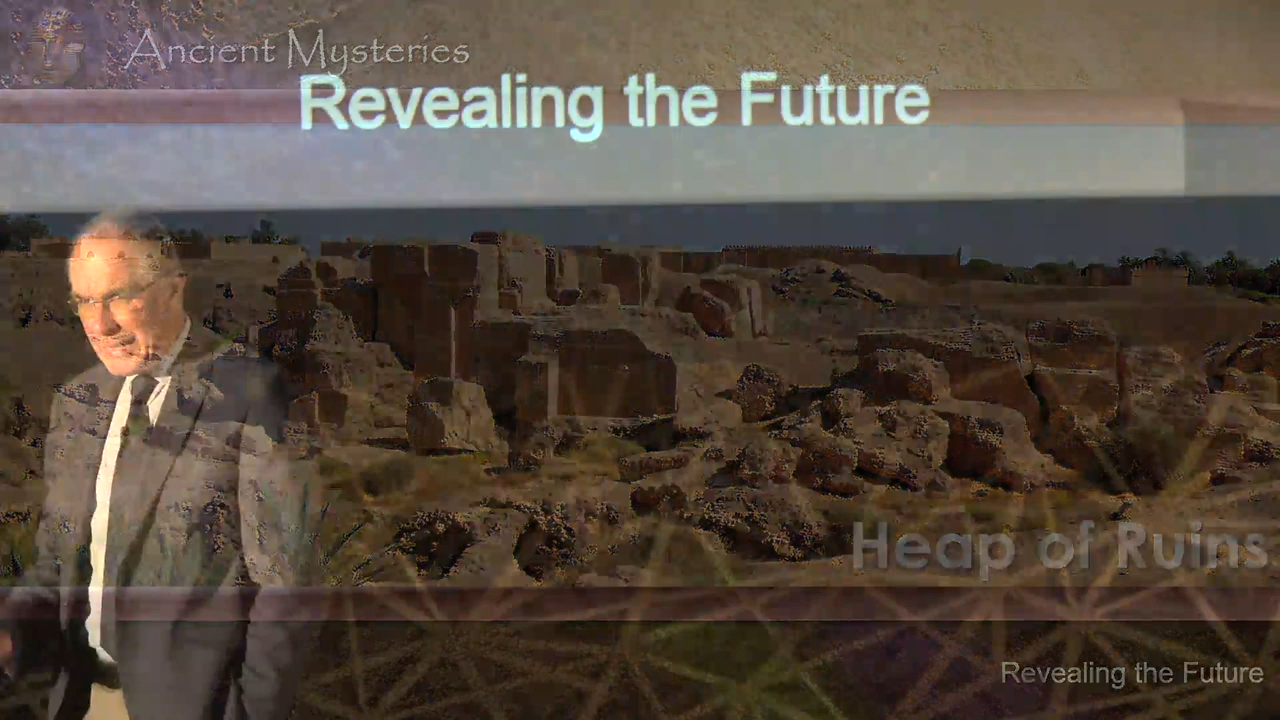 Ancient Mysteries
Revealing the Future
Heap of Ruins
Revealing the Future